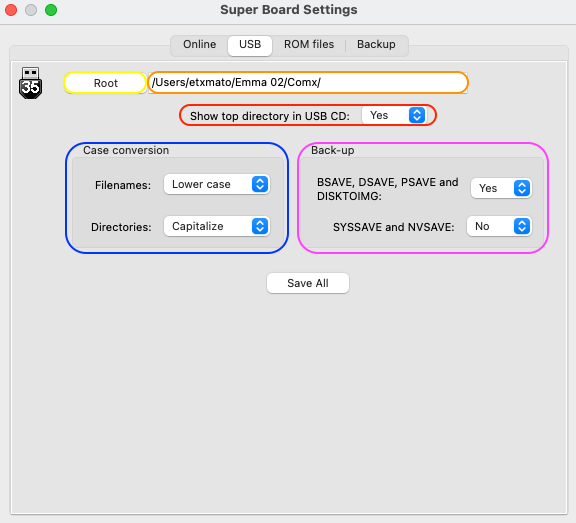 Super Board Settings
Online USB ROM files Backup
35
Root /Users/etxmato/Emma 02/Comx/
Show top directory in USB CD: Yes
Case conversion
Filenames: Lower case
Directories: Capitalize
Back-up
BSAVE, DSAVE, PSAVE and
DISKTOIMG: Yes
SYSSAVE and NVSAVE: No
Save All